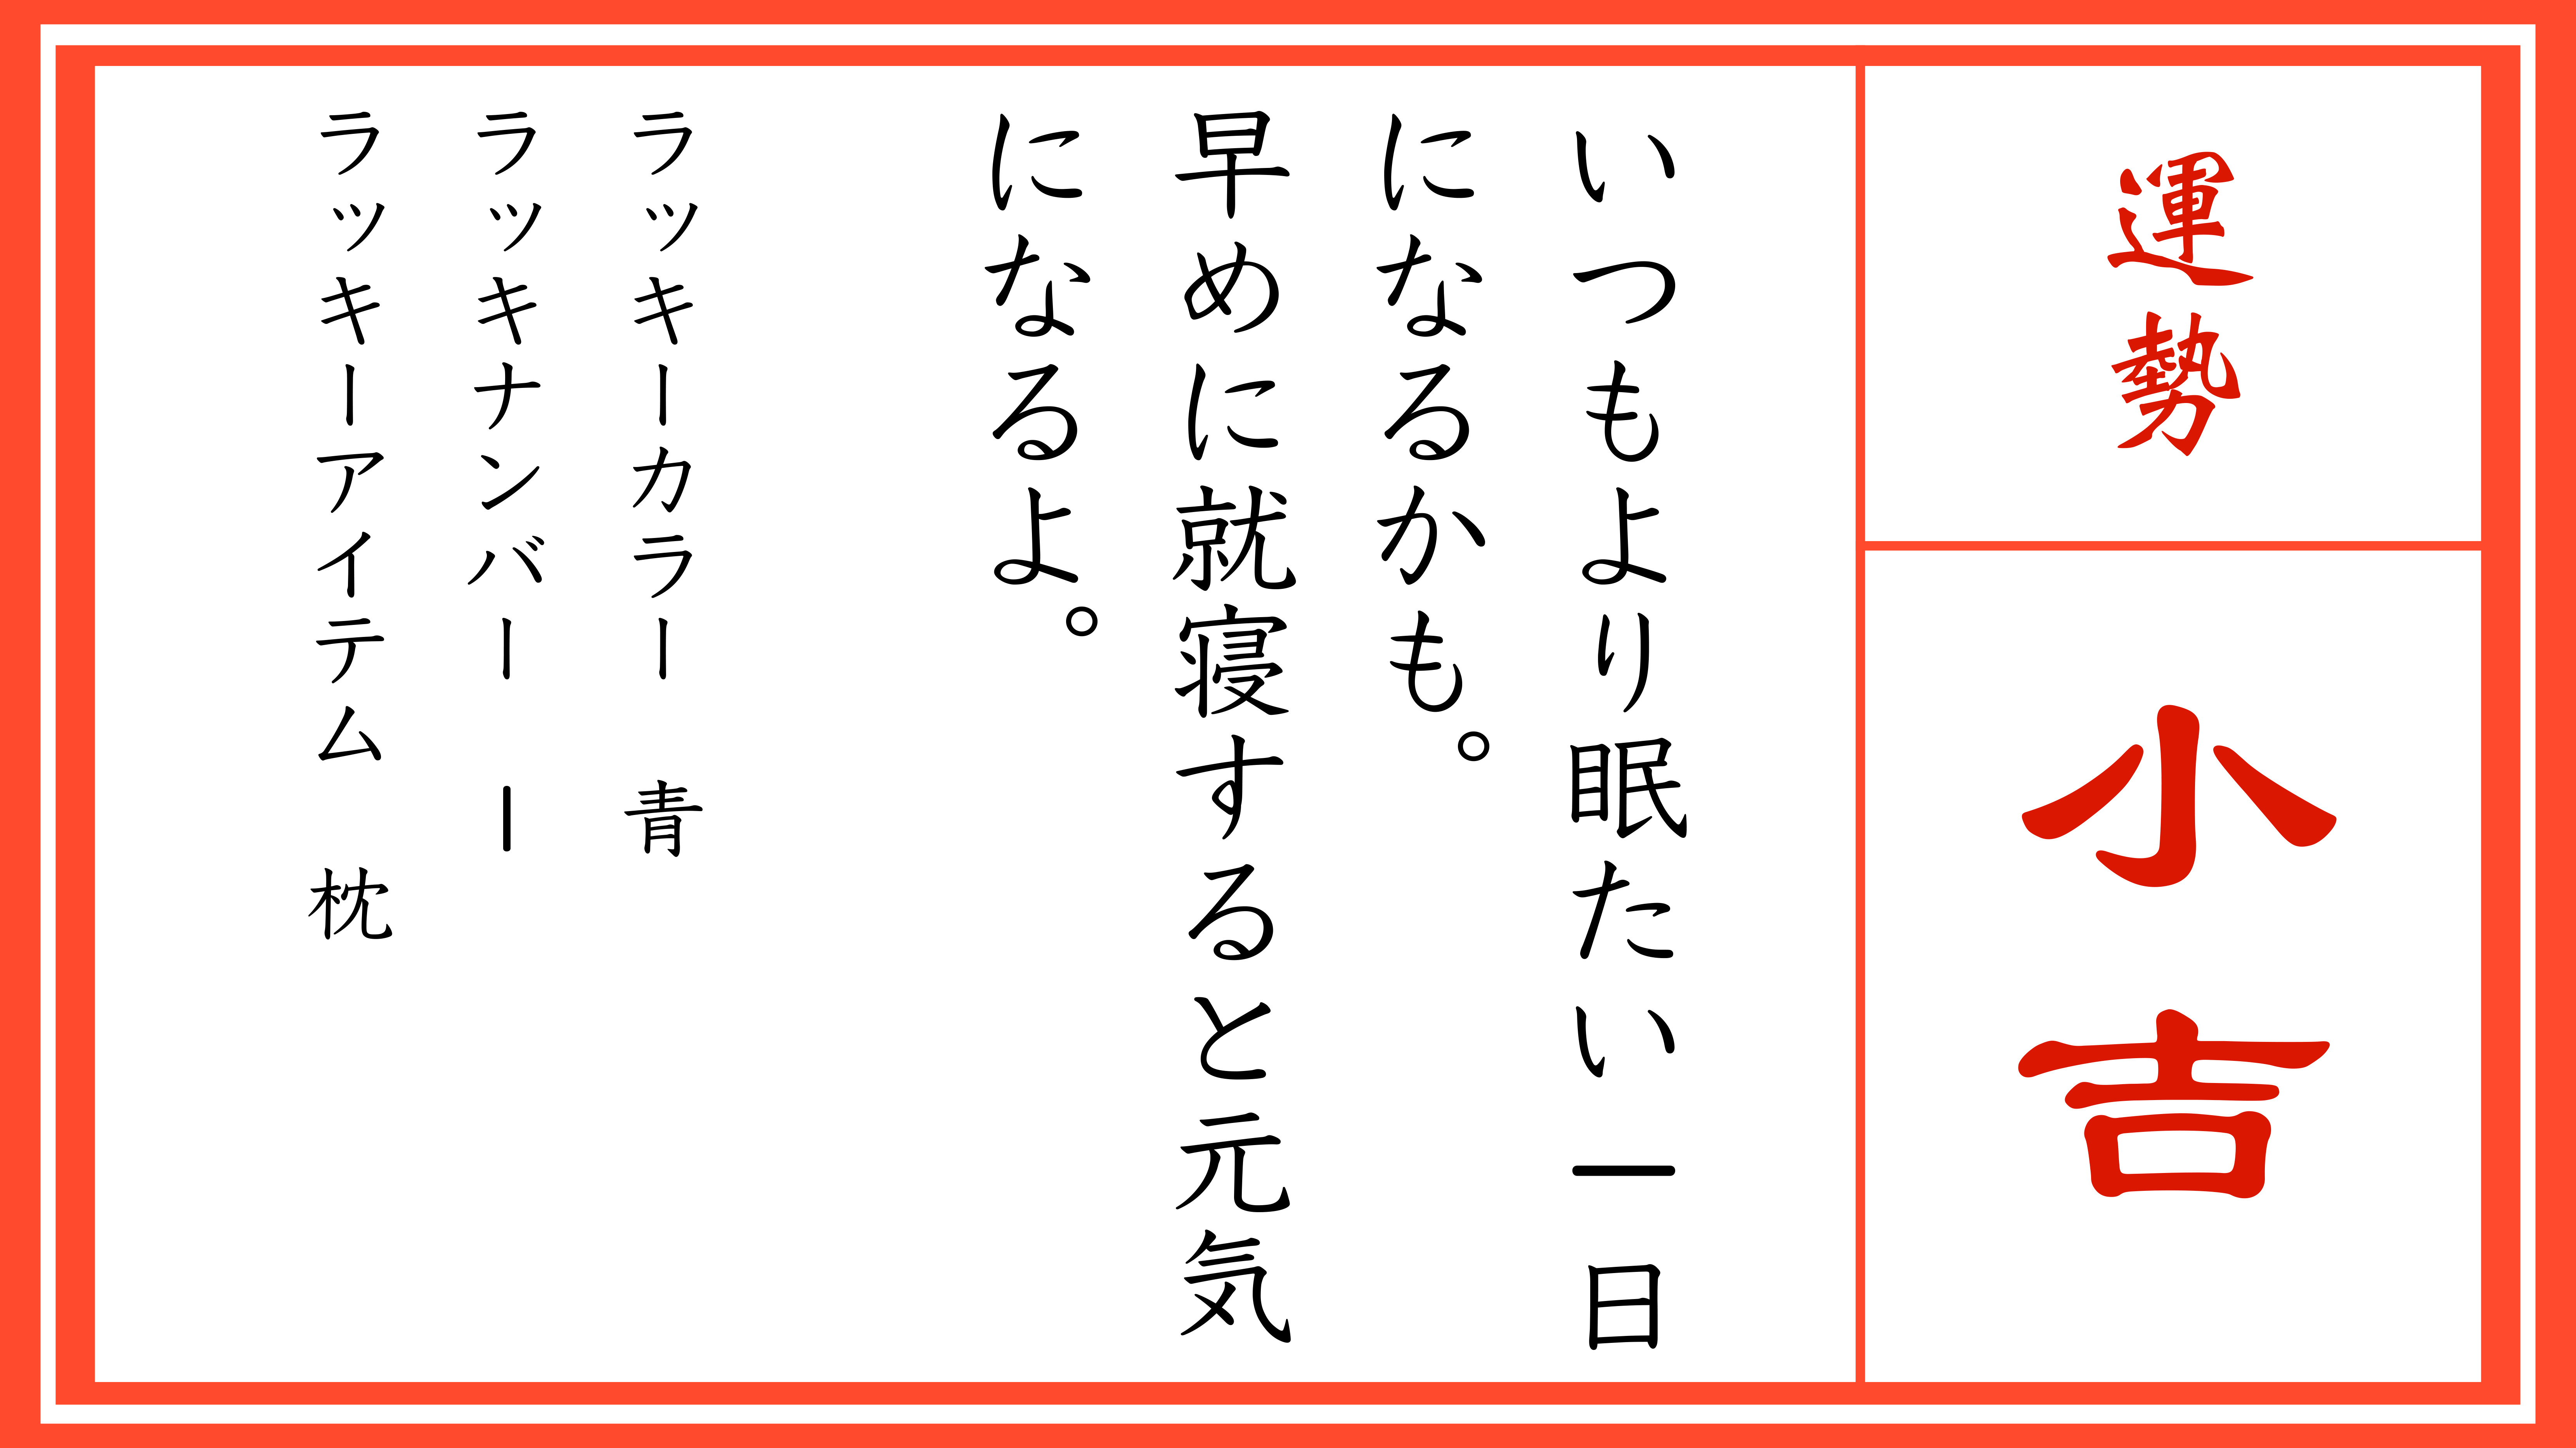 運勢
小吉
いつもより眠たい一日
になるかも。
早めに就寝すると元気
になるよ。
ラッキーカラー　青
ラッキナンバー　1
ラッキーアイテム　枕